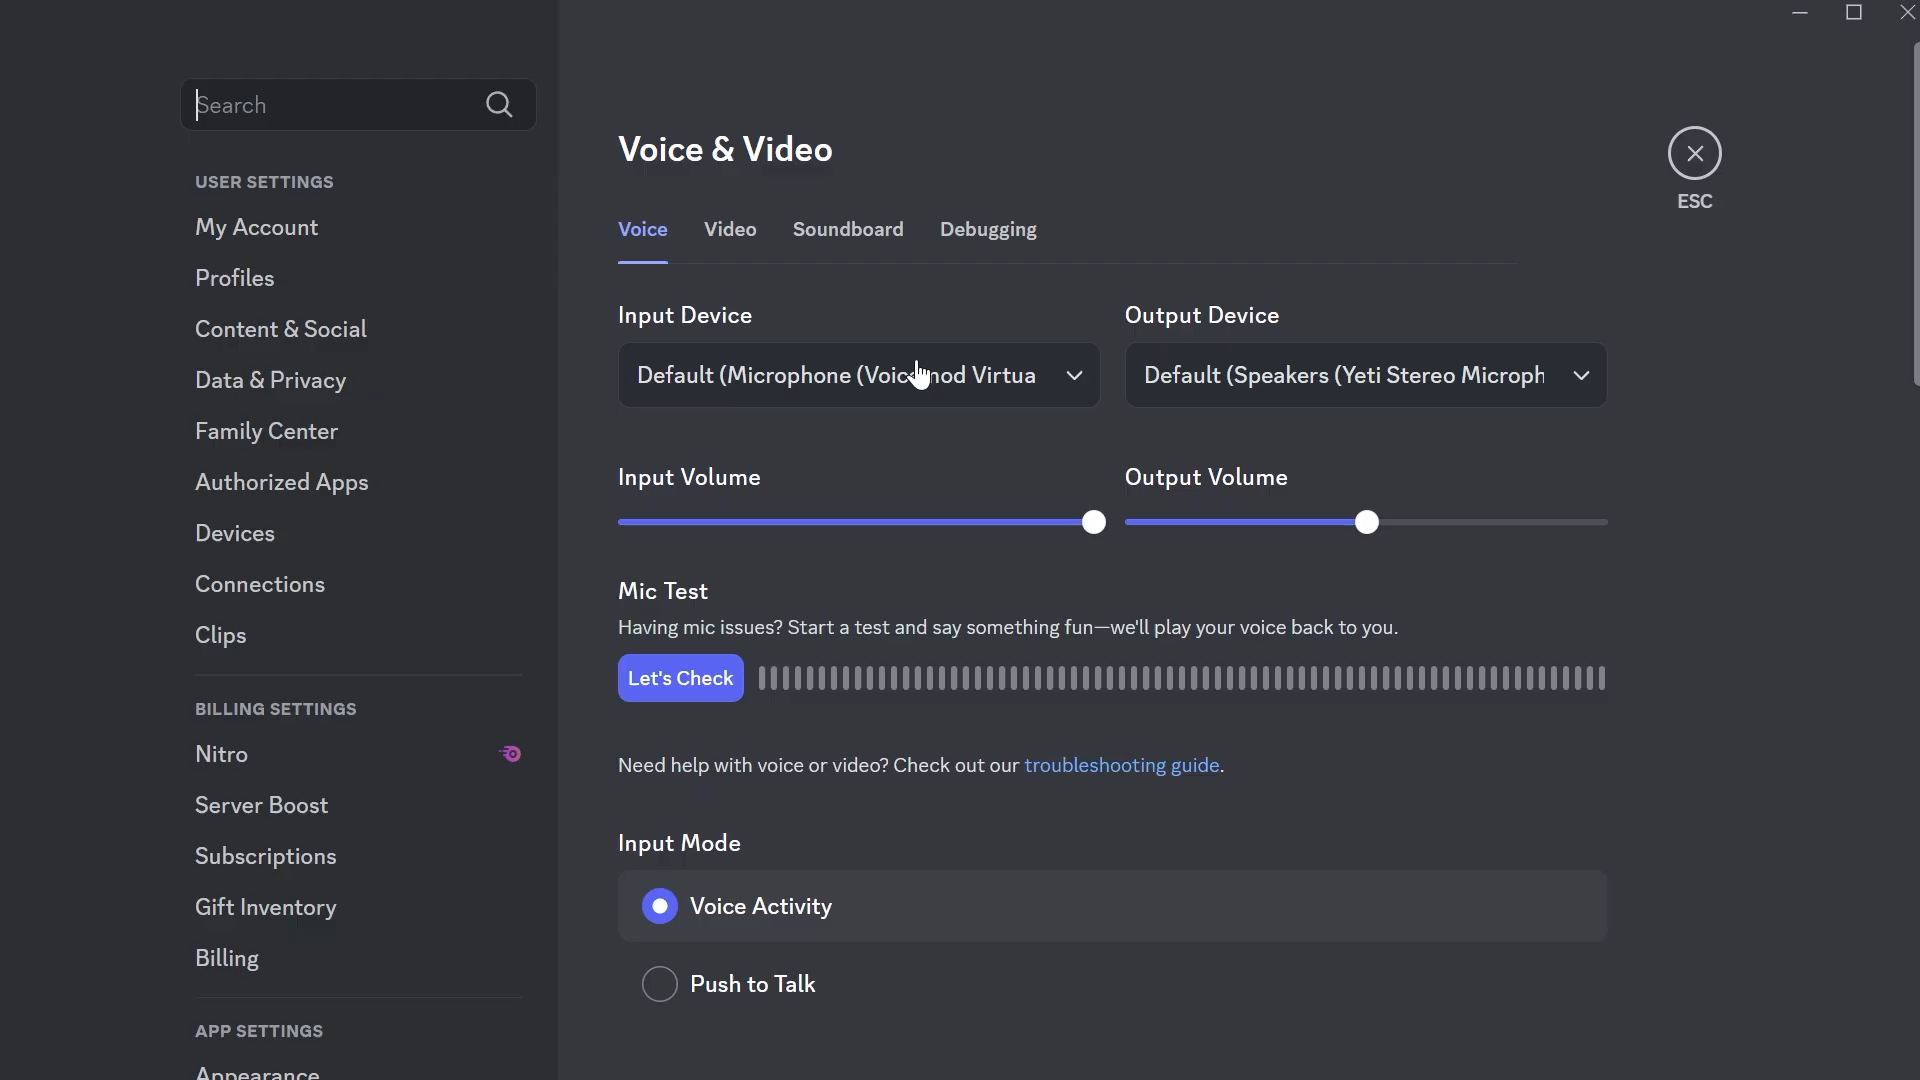 Search
USER SETTINGS
My Account
Profiles
Content & Social
Data & Privacy
Family Center
Authorized Apps
Devices
Connections
Clips
BILLING SETTINGS
Nitro
Server Boost
Subscriptions
Gift Inventory
Billing
APP SETTINGS
Appearance
Voice & Video
ESC
Voice Video Soundboard Debugging
Input Device Output Device
Default (Microphone (Voicemod Virtua Default (Speakers (Yeti Stereo Microph
Input Volume Output Volume
Mic Test
Having mic issues? Start a test and say something fun—we'll play your voice back to you.
Let's Check
Need help with voice or video? Check out our troubleshooting guide.
Input Mode
Voice Activity
Push to Talk